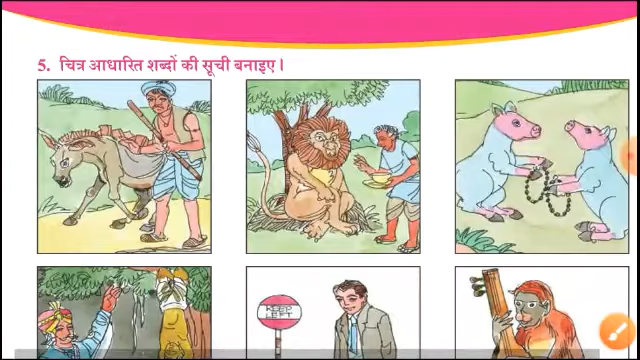 5. चित्र आधारित शब्दों की सूची बनाइए।
KEEP
LEFT